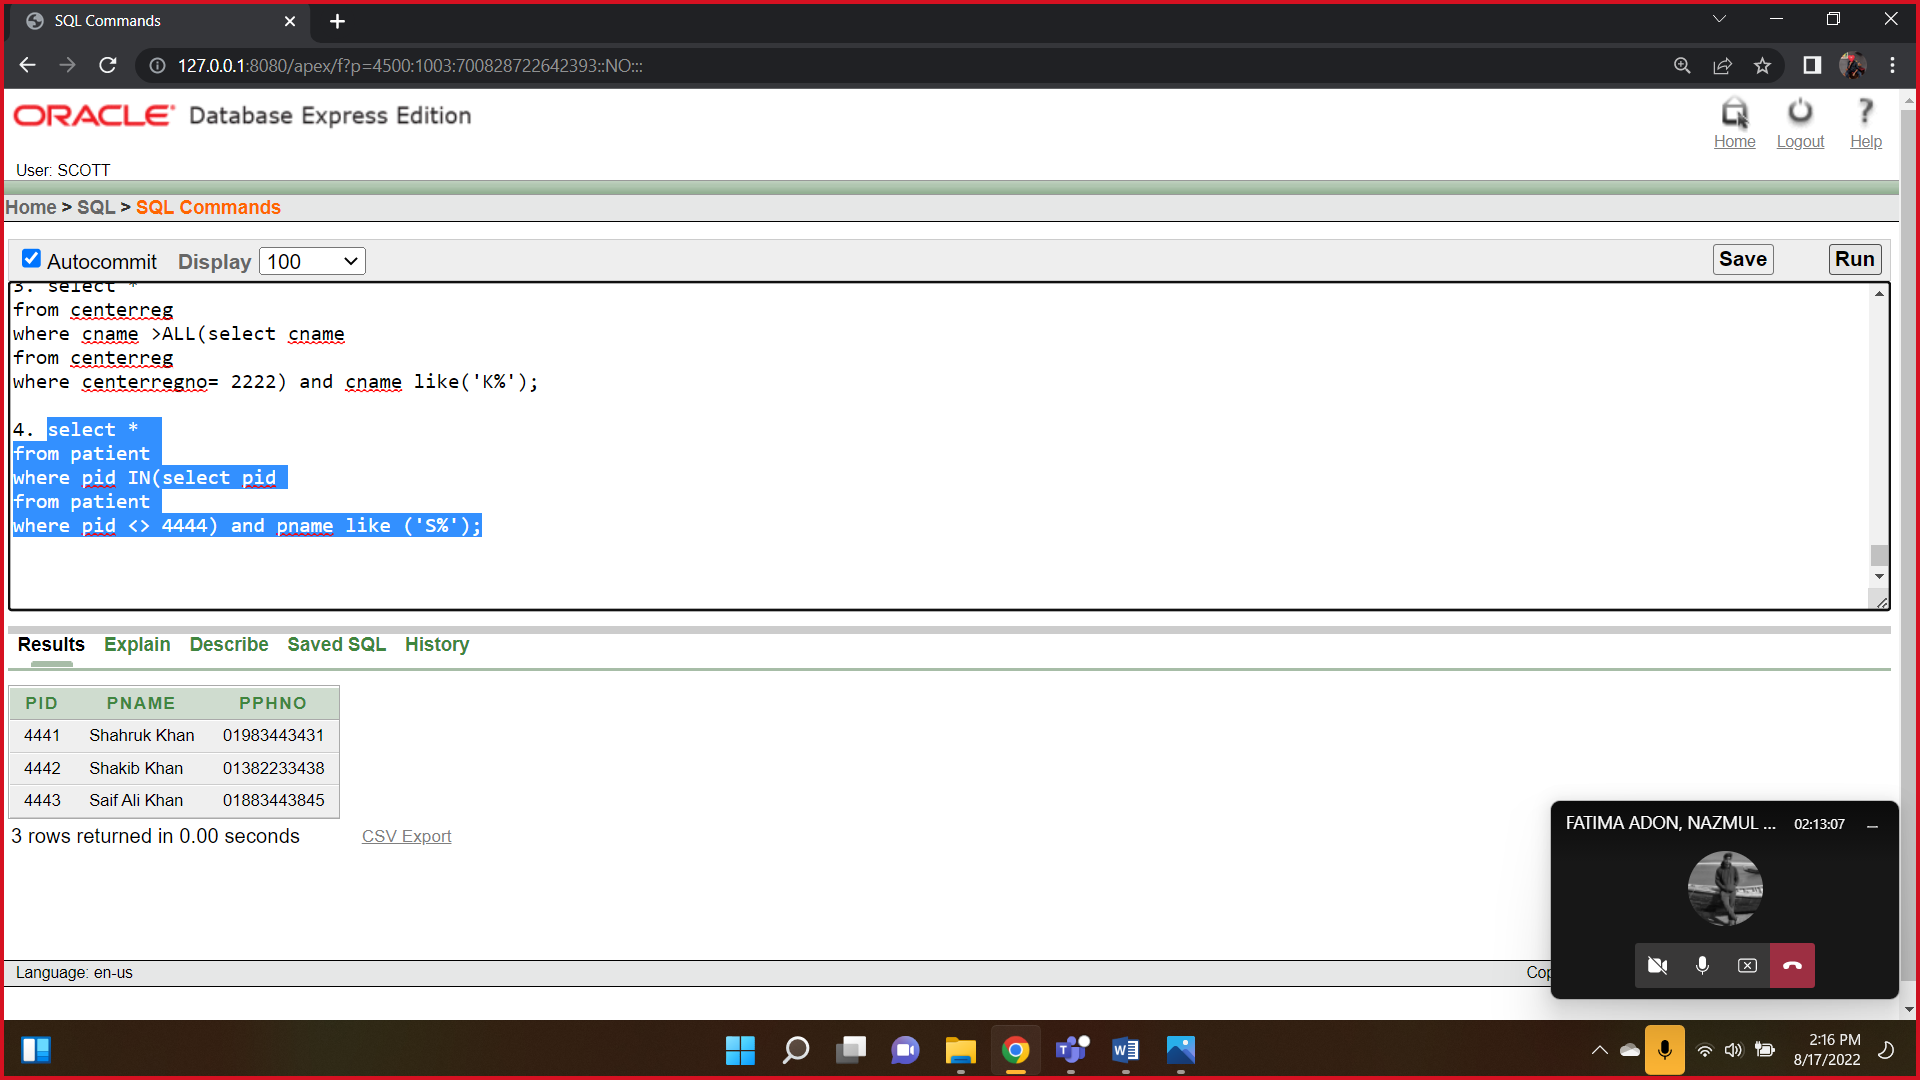 SQL Commands
127.0.0.1:8080/apex/f?p=4500:1003:700828722642393::NO:::
ORACLE Database Express Edition
Home Logout Help
User: SCOTT
Home > SQL > SQL Commands
Autocommit Display 100 Save Run
3. select *
from centerreg
where cname >ALL(select cname
from centerreg
where centerregno= 2222) and cname like('K%');
4. select *
from patient
where pid IN(select pid
from patient
where pid <> 4444) and pname like ('S%');
Results Explain Describe Saved SQL History
PID PNAME PPHNO
4441 Shahruk Khan 01983443431
4442 Shakib Khan 01382233438
4443 Saif Ali Khan 01883443845
3 rows returned in 0.00 seconds CSV Export
FATIMA ADON, NAZMUL ... 02:13:07
Language: en-us Cop
2:16 PM
8/17/2022